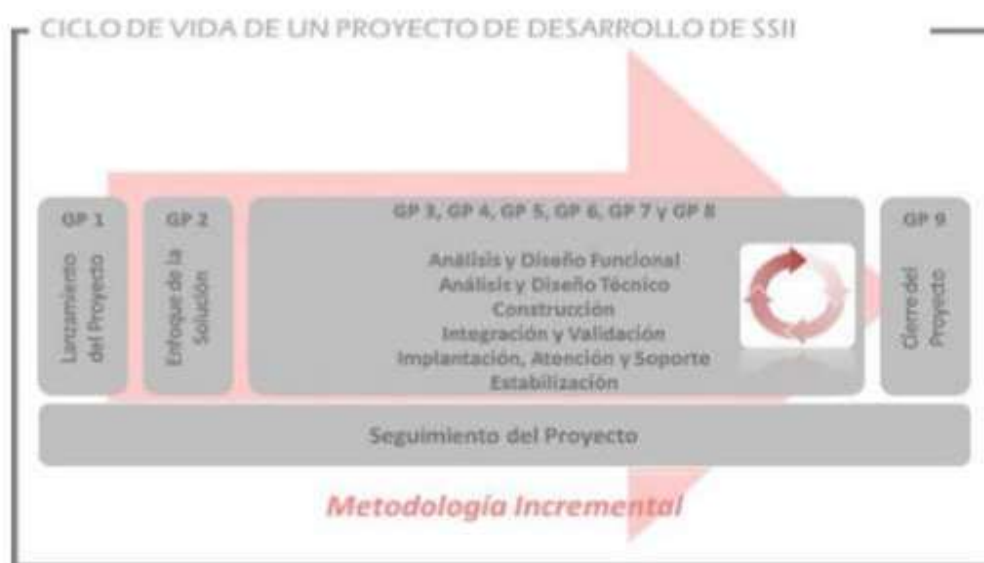 CICLO DE VIDA DE UN PROYECTO DE DESARROLLO DE SSII
GP 1
Lanzamiento
del Proyecto
GP 2
Enfoque de la
Solución
GP 3, GP 4, GP 5, GP 6, GP 7 y GP 8
Análisis y Diseño Funcional
Análisis y Diseño Técnico
Construcción
Integración y Validación
Implantación, Atención y Soporte
Estabilización
GP 9
Cierre del
Proyecto
Seguimiento del Proyecto
Metodología Incremental